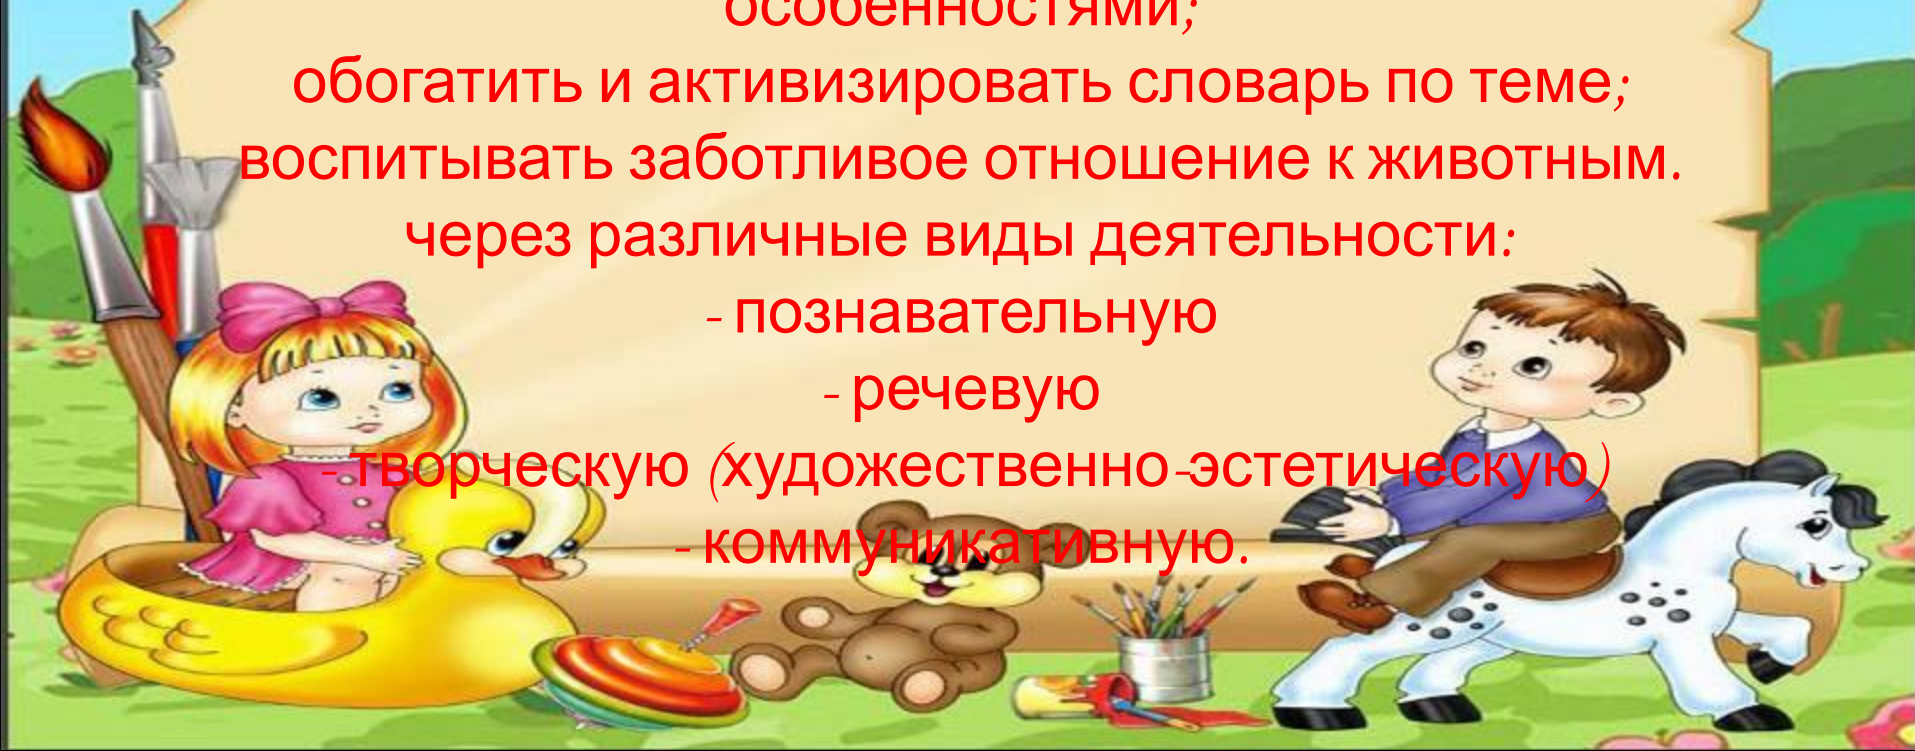 особенностями;
обогатить и активизировать словарь по теме;
воспитывать заботливое отношение к животным.
через различные виды деятельности:
- познавательную
- речевую
- творческую (художественно-эстетическую)
- коммуникативную.